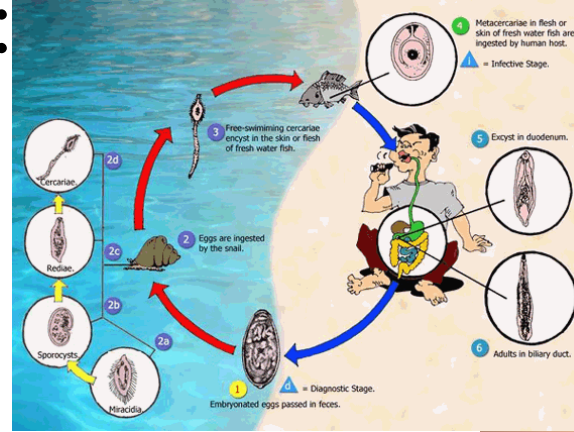 4
Metacercariae in flesh or
skin of fresh water fish are
ingested by human host.
i = Infective Stage.
3
Free-swimiming cercariae
encyst in the skin or flesh
of fresh water fish.
5
Excyst in duodenum.
2d
Cercariae.
2
Eggs are ingested
by the snail.
2c
Rediae.
2b
Sporocysts.
2a
Miracidia.
6
Adults in biliary duct.
1
d = Diagnostic Stage.
Embryonated eggs passed in feces.